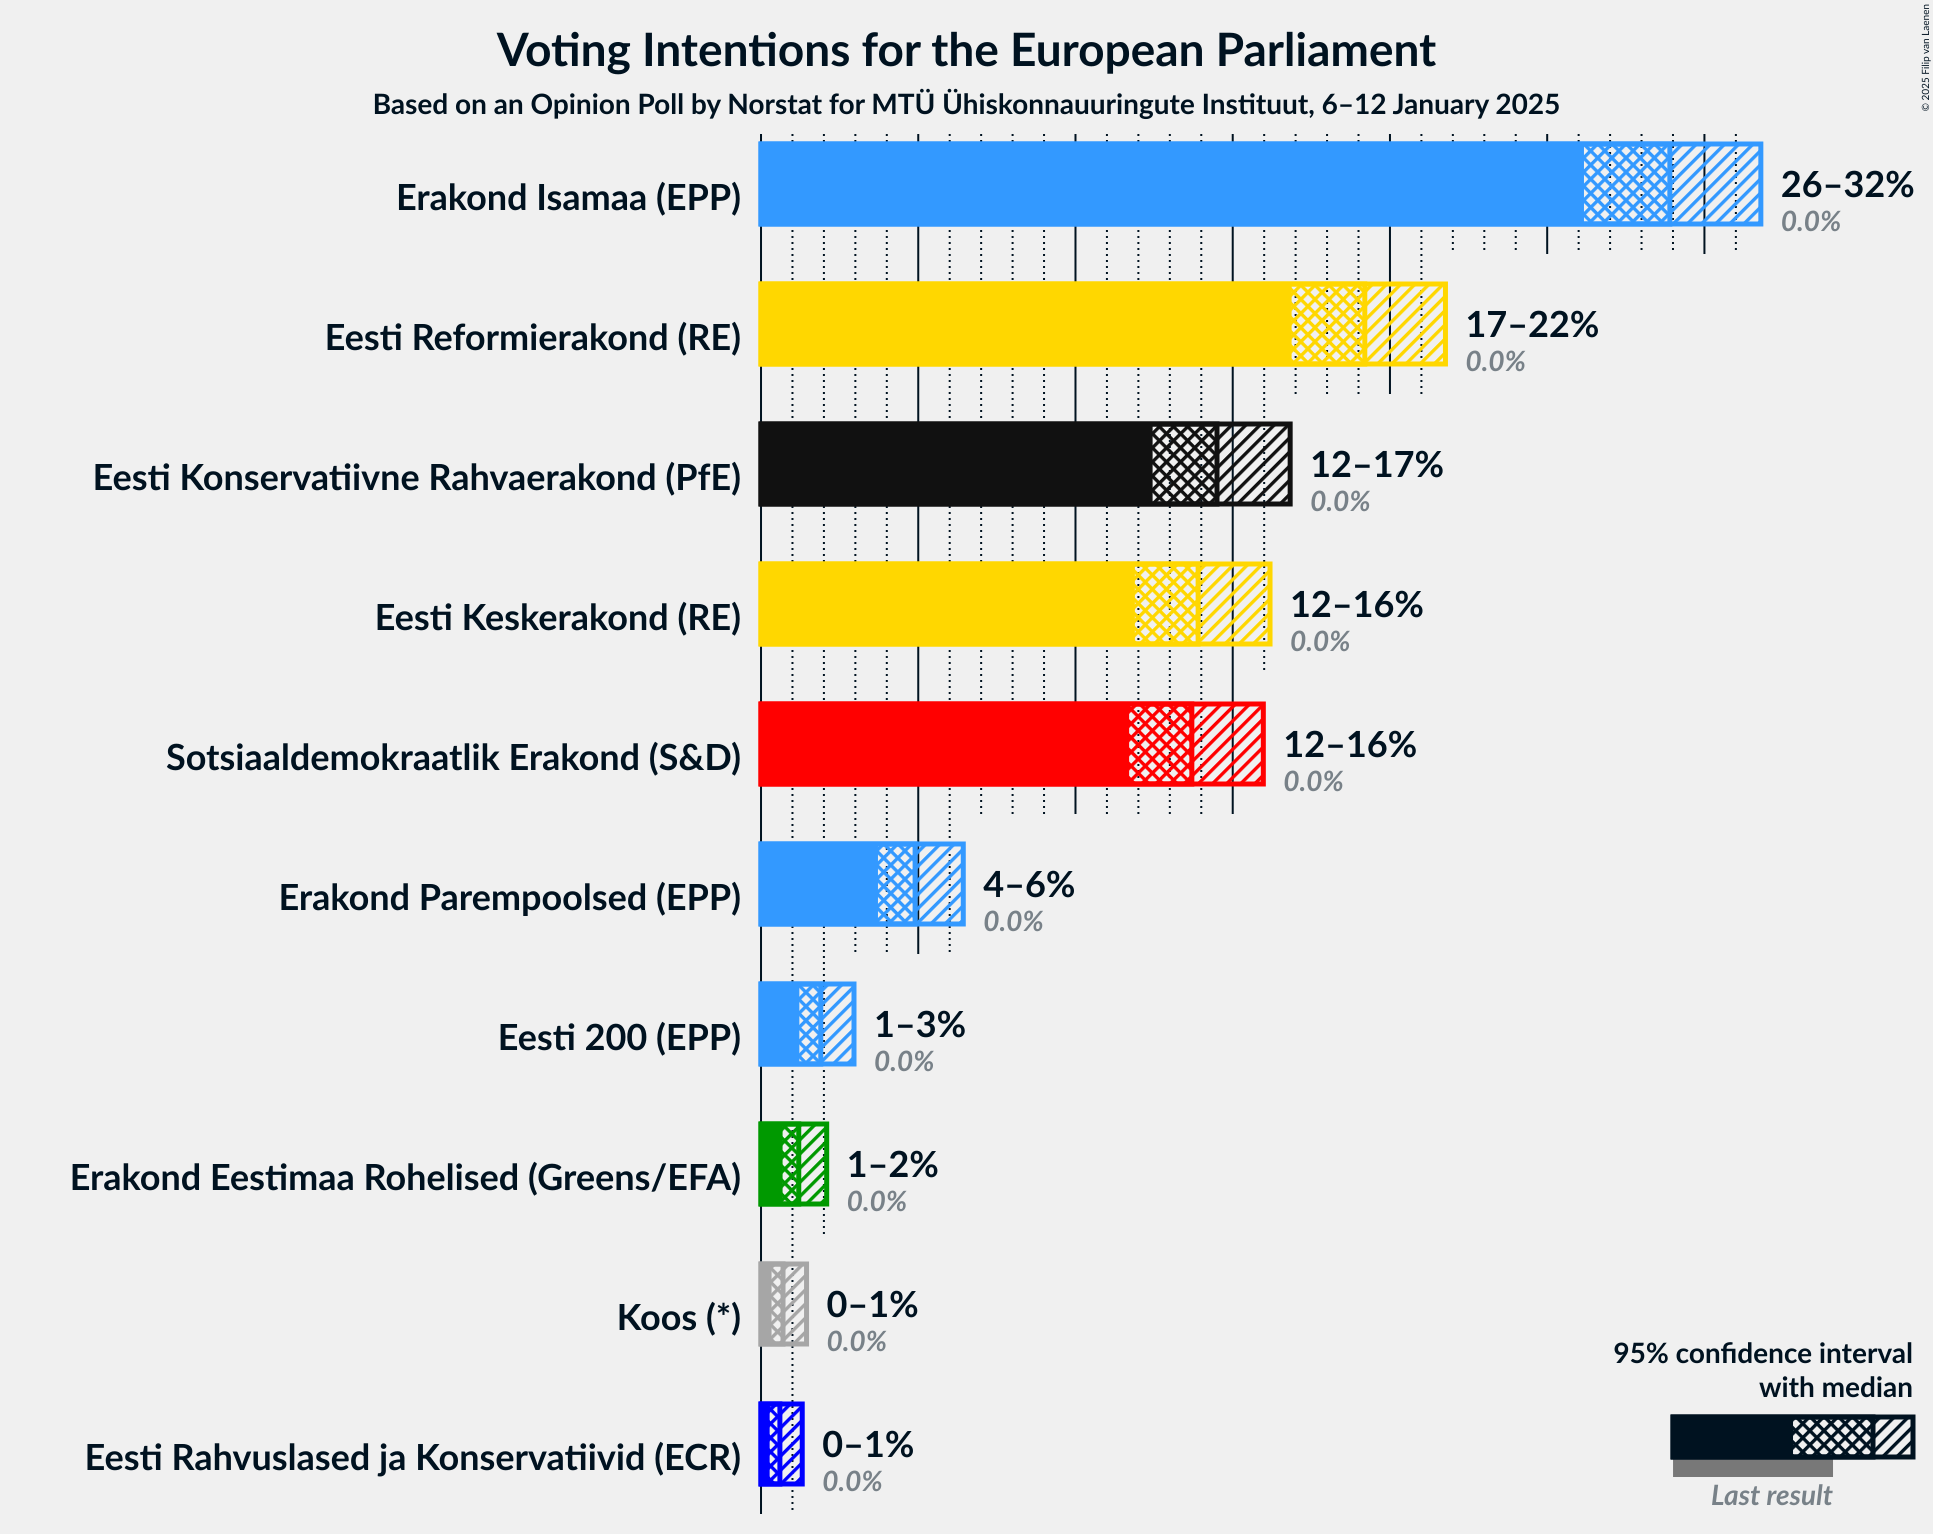 Voting Intentions for the European Parliament
Based on an Opinion Poll by Norstat for MTÜ Ühiskonnauuringute Instituut, 6–12 January 2025
© 2025 Filip van Laenen
Erakond Isamaa (EPP)
26–32%
0.0%
Eesti Reformierakond (RE)
17–22%
0.0%
Eesti Konservatiivne Rahvaerakond (PfE)
12–17%
0.0%
Eesti Keskerakond (RE)
12–16%
0.0%
Sotsiaaldemokraatlik Erakond (S&D)
12–16%
0.0%
Erakond Parempoolsed (EPP)
4–6%
0.0%
Eesti 200 (EPP)
1–3%
0.0%
Erakond Eestimaa Rohelised (Greens/EFA)
1–2%
0.0%
Koos (*)
0–1%
0.0%
Eesti Rahvuslased ja Konservatiivid (ECR)
0–1%
0.0%
95% confidence interval
with median
Last result